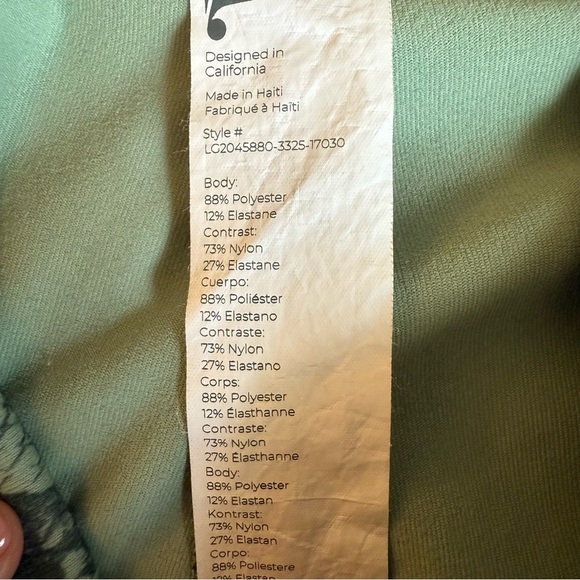 Designed in
California
Made in Haiti
Fabriqué à Haïti
Style #
LG2045880-3325-17030
Body:
88% Polyester
12% Elastane
Contrast:
73% Nylon
27% Elastane
Cuerpo:
88% Poliéster
12% Elastano
Contraste:
73% Nylon
27% Elastano
Corps:
88% Polyester
12% Élasthanne
Contraste:
73% Nylon
27% Élasthanne
Body:
88% Polyester
12% Elastan
Kontrast:
73% Nylon
27% Elastan
Corpo:
88% Poliestere
12% Elastan